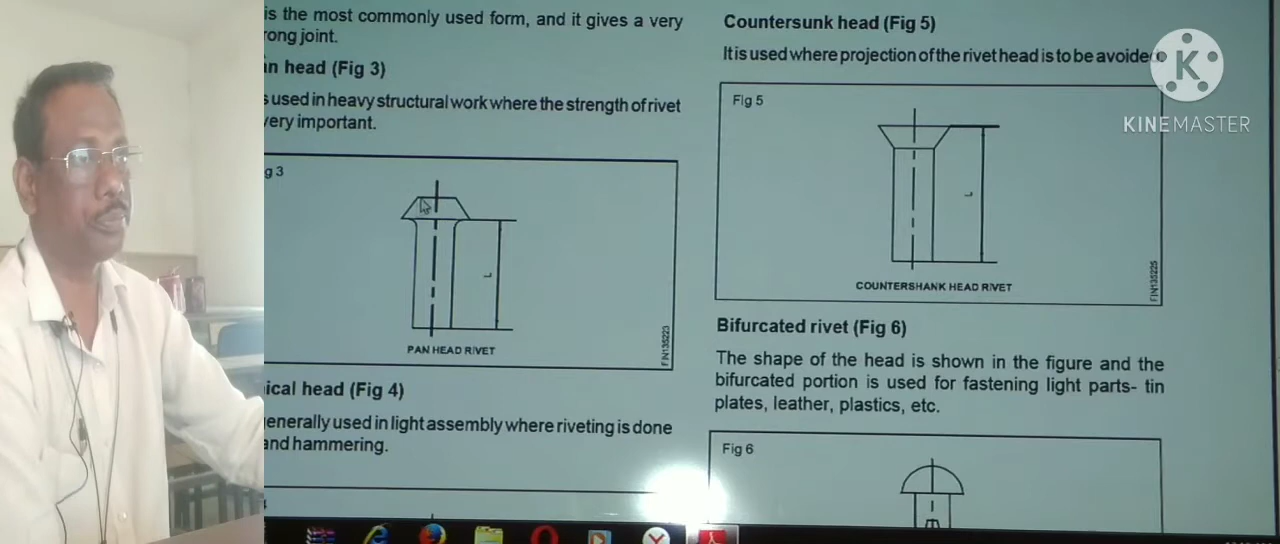 is the most commonly used form, and it gives a very
rong joint.
n head (Fig 3)
s used in heavy structural work where the strength of rivet
very important.
g 3
L
PAN HEAD RIVET
FIN135223
ical head (Fig 4)
enerally used in light assembly where riveting is done
and hammering.
Countersunk head (Fig 5)
It is used where projection of the rivet head is to be avoided
Fig 5
L
COUNTERSHANK HEAD RIVET
FIN135225
Bifurcated rivet (Fig 6)
The shape of the head is shown in the figure and the
bifurcated portion is used for fastening light parts- tin
plates, leather, plastics, etc.
Fig 6
K
KINEMASTER